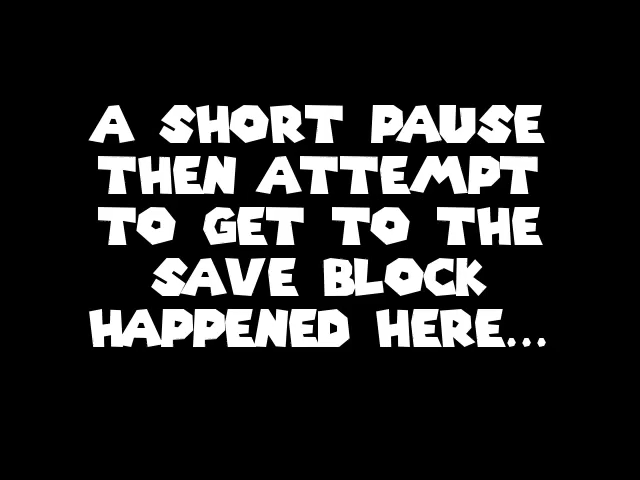 A SHORT PAUSE
THEN ATTEMPT
TO GET TO THE
SAVE BLOCK
HAPPENED HERE...